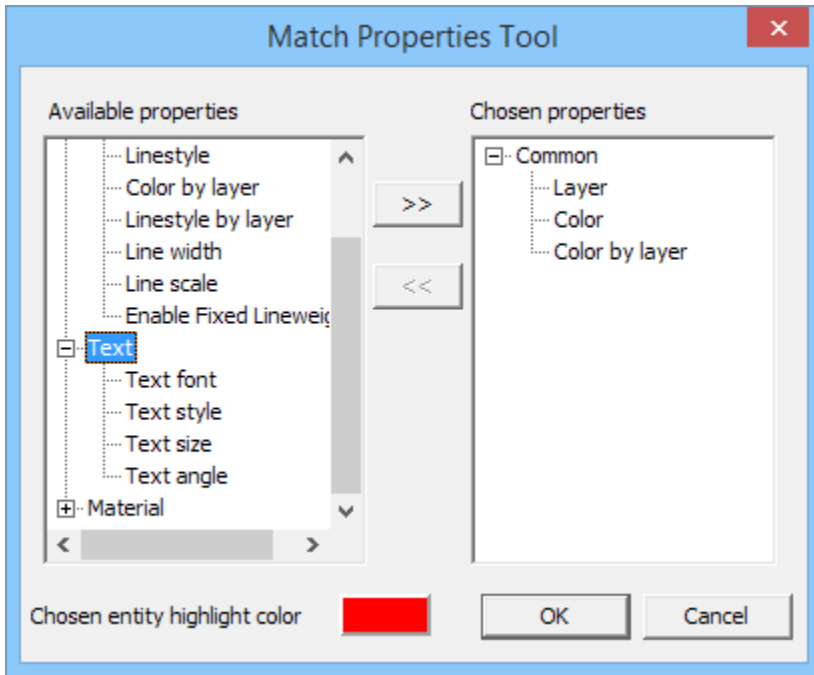 Match Properties Tool
Available properties
Linestyle
Color by layer
Linestyle by layer
Line width
Line scale
Enable Fixed
Text
Text font
Text style
Text size
Text angle
Material
>>
<<
Chosen properties
Common
Layer
Color
Color by layer
Chosen entity highlight color
OK
Cancel